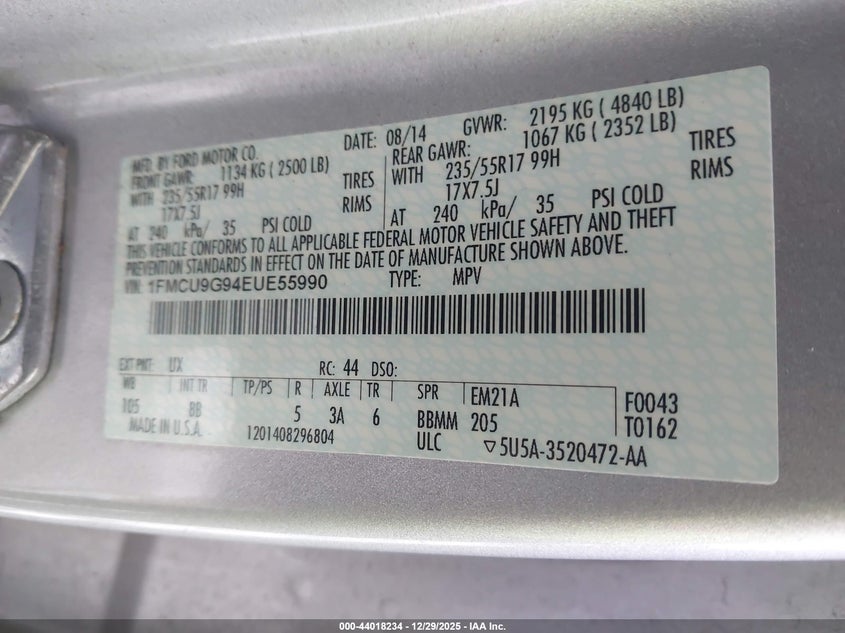 MFD. BY FORD MOTOR CO.
DATE: 08/14 GVWR: 2195 KG ( 4840 LB)
FRONT GAWR: 1134 KG ( 2500 LB)
REAR GAWR: 1067 KG ( 2352 LB)
WITH 235/55R17 99H TIRES
WITH 235/55R17 99H TIRES
17X7.5J RIMS
17X7.5J RIMS
AT 240 kPa/ 35 PSI COLD
AT 240 kPa/ 35 PSI COLD
THIS VEHICLE CONFORMS TO ALL APPLICABLE FEDERAL MOTOR VEHICLE SAFETY AND THEFT
PREVENTION STANDARDS IN EFFECT ON THE DATE OF MANUFACTURE SHOWN ABOVE.
VIN: 1FMCU9G94EUE55990 TYPE: MPV
EXT PNT: UX RC: 44 DSO:
WB INT TR TP/PS R AXLE TR SPR EM21A F0043
105 BB 5 3A 6 BBMM 205 T0162
MADE IN U.S.A. 1201408296804 ULC ▽5U5A-3520472-AA
000-44018234 | 12/29/2025 - IAA Inc.